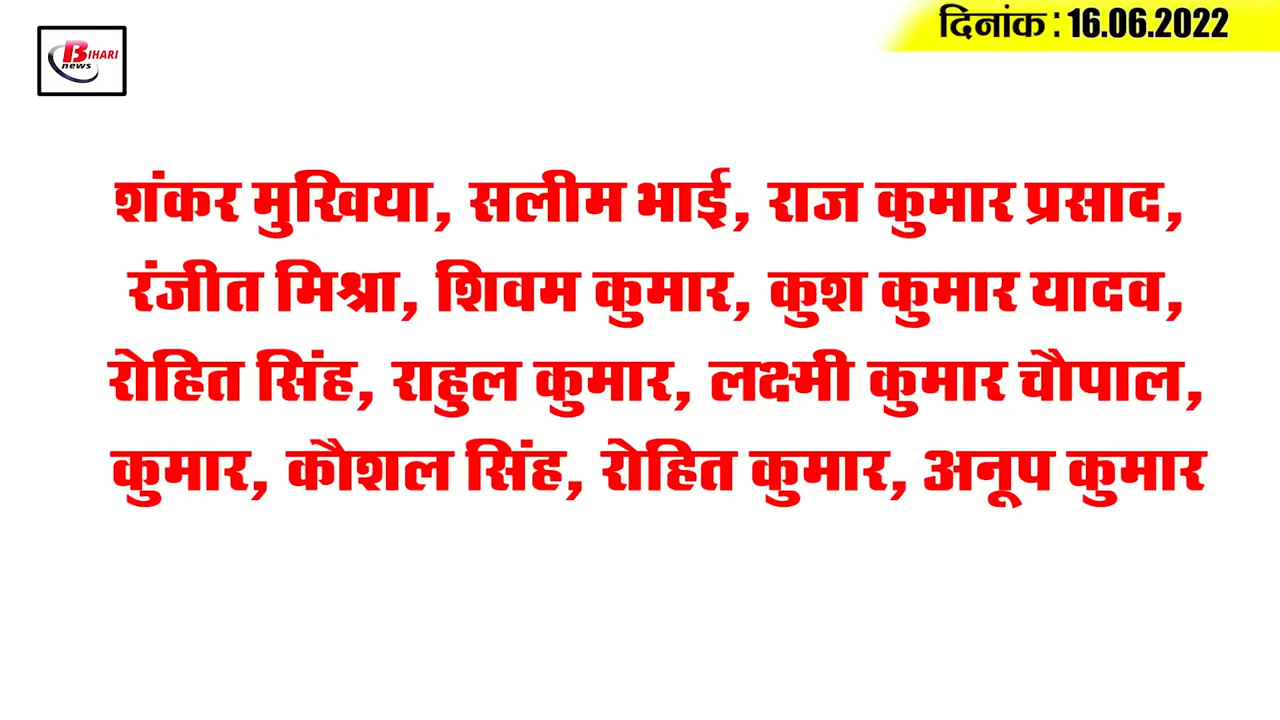 BIHARI
news
दिनांक : 16.06.2022
शंकर मुखिया, सलीम भाई, राज कुमार प्रसाद,
रंजीत मिश्रा, शिवम कुमार, कुश कुमार यादव,
रोहित सिंह, राहुल कुमार, लक्ष्मी कुमार चौपाल,
कुमार, कौशल सिंह, रोहित कुमार, अनूप कुमार